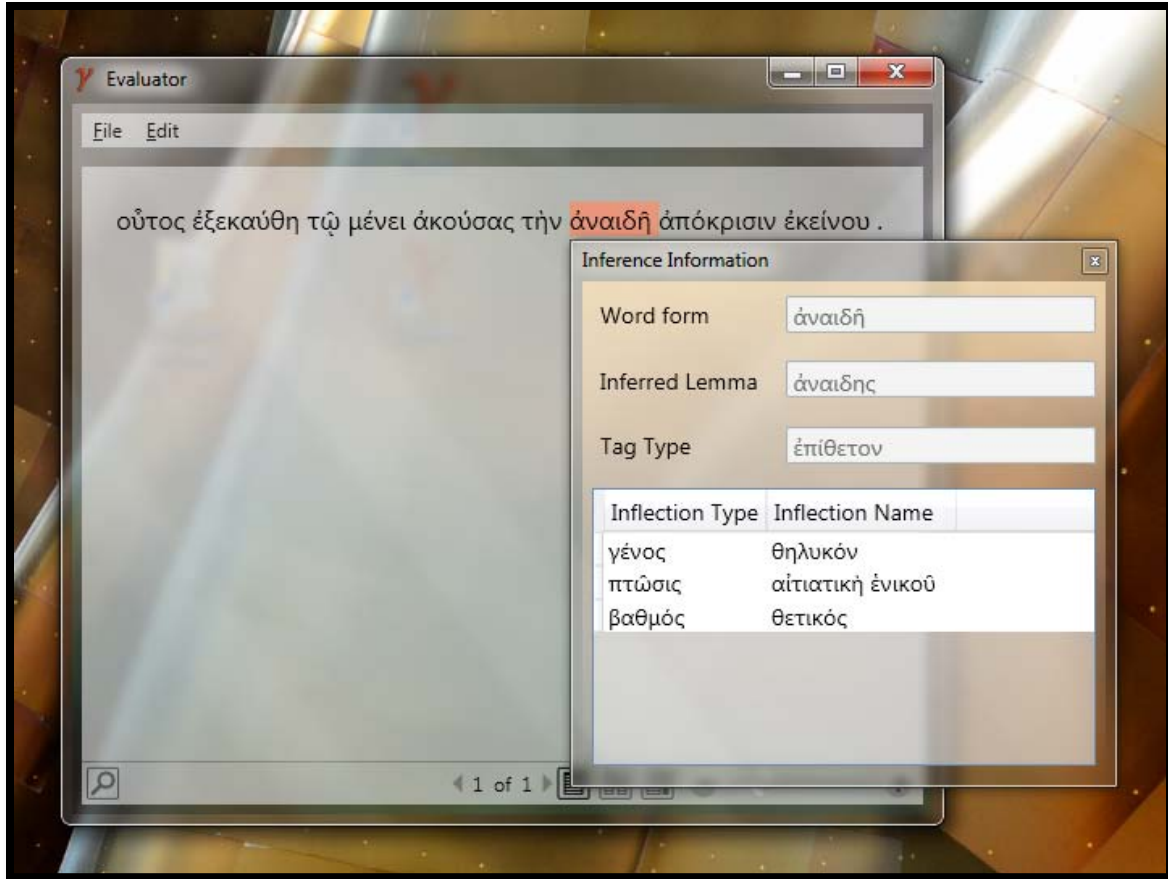 Evaluator
File Edit
οὗτος ἐξεκαύθη τῷ μένει ἀκούσας τὴν ἀναιδῆ ἀπόκρισιν ἐκείνου .
Inference Information
Word form ἀναιδῆ
Inferred Lemma ἀναιδης
Tag Type ἐπίθετον
Inflection Type Inflection Name
γένος θηλυκόν
πτῶσις αἰτιατικὴ ἑνικοῦ
βαθμός θετικός
1 of 1